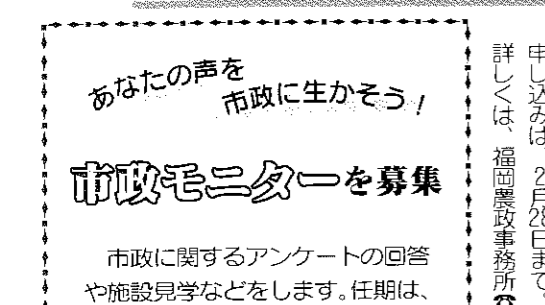 あなたの声を
市政に生かそう!
市政モニターを募集
市政に関するアンケートの回答
や施設見学などをします。任期は、
申し込みは、2月28日まで。
詳しくは、福岡農政事務所